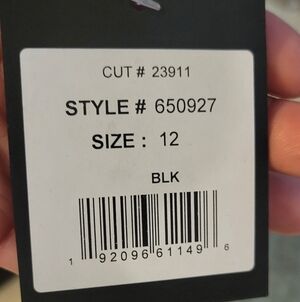 CUT # 23911
STYLE # 650927
SIZE : 12
BLK
1 92096 61149 6